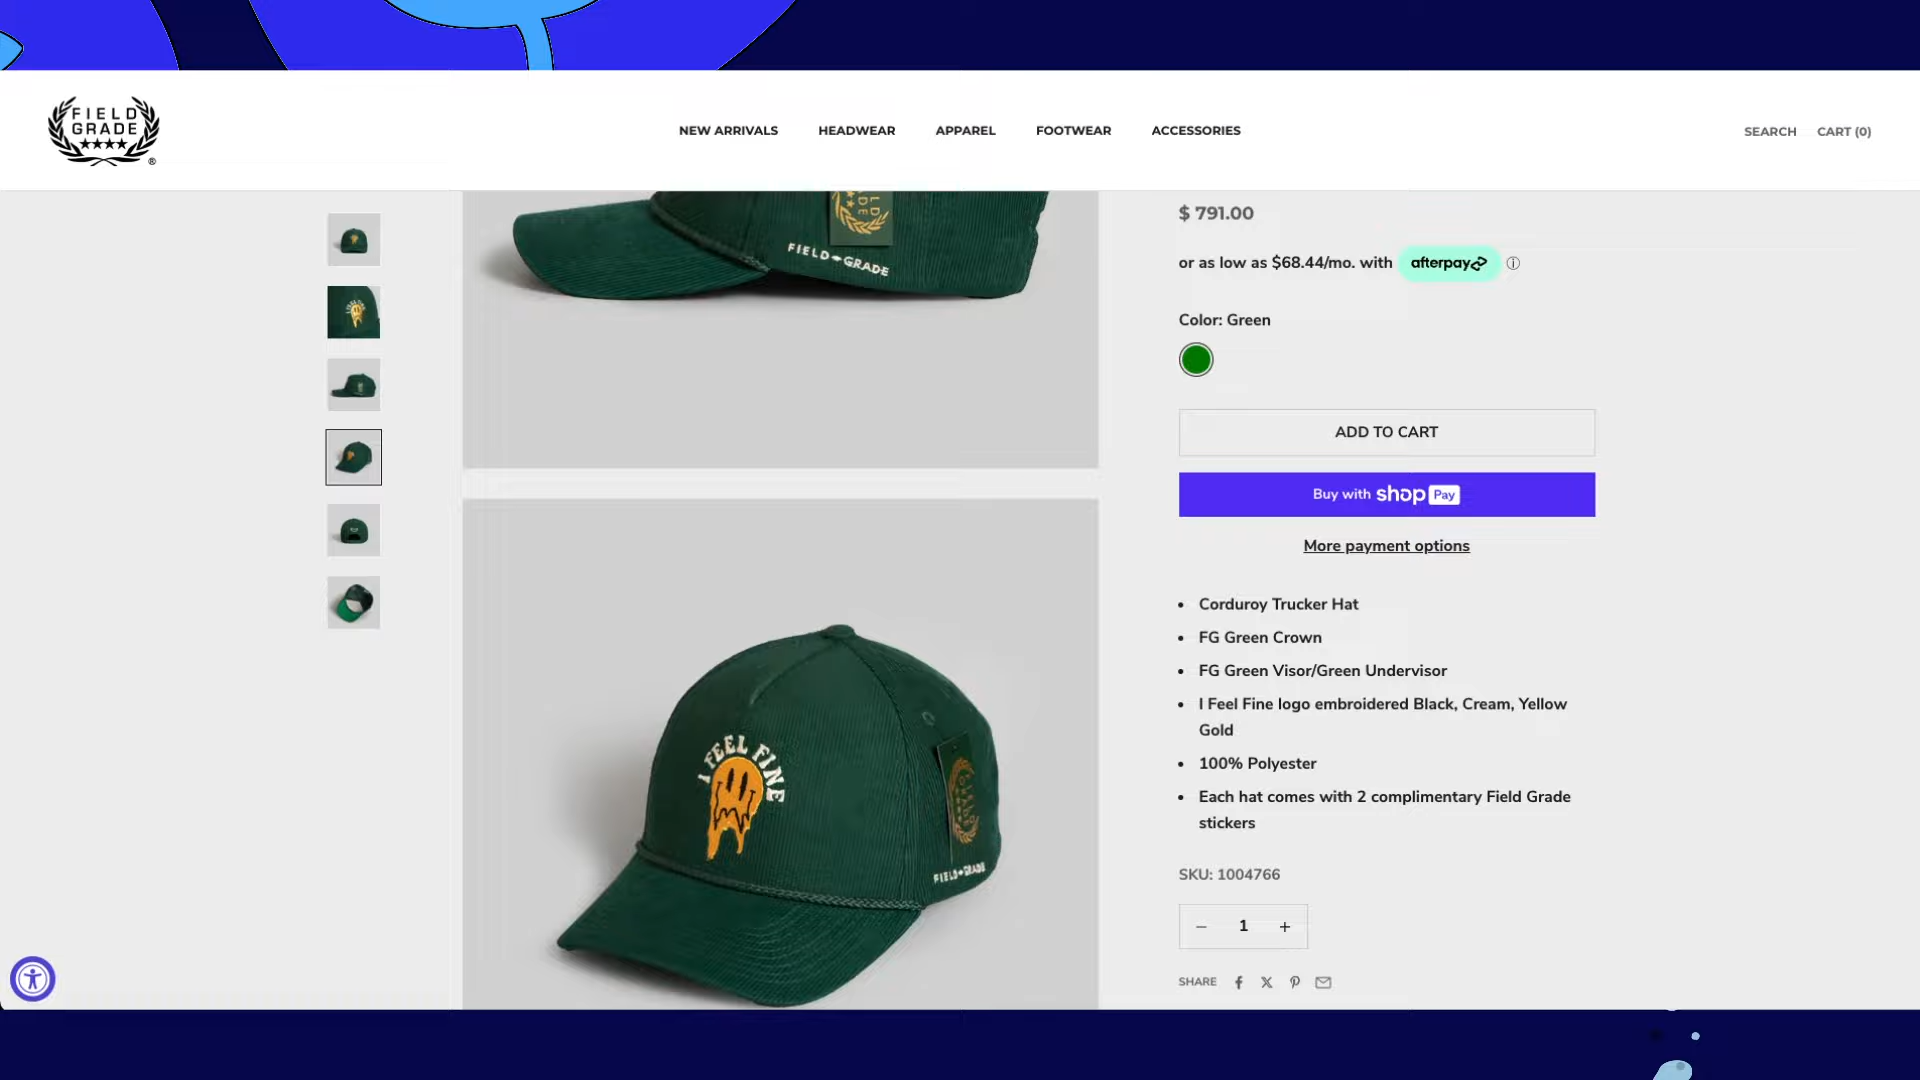 FIELD
GRADE
®
NEW ARRIVALS
HEADWEAR
APPAREL
FOOTWEAR
ACCESSORIES
SEARCH
CART (0)
$ 791.00
or as low as $68.44/mo. with afterpay
Color: Green
ADD TO CART
Buy with shop Pay
More payment options
Corduroy Trucker Hat
FG Green Crown
FG Green Visor/Green Undervisor
I Feel Fine logo embroidered Black, Cream, Yellow
Gold
100% Polyester
Each hat comes with 2 complimentary Field Grade
stickers
SKU: 1004766
− 1 +
SHARE
FIELD GRADE
I FEEL FINE
FIELD GRADE